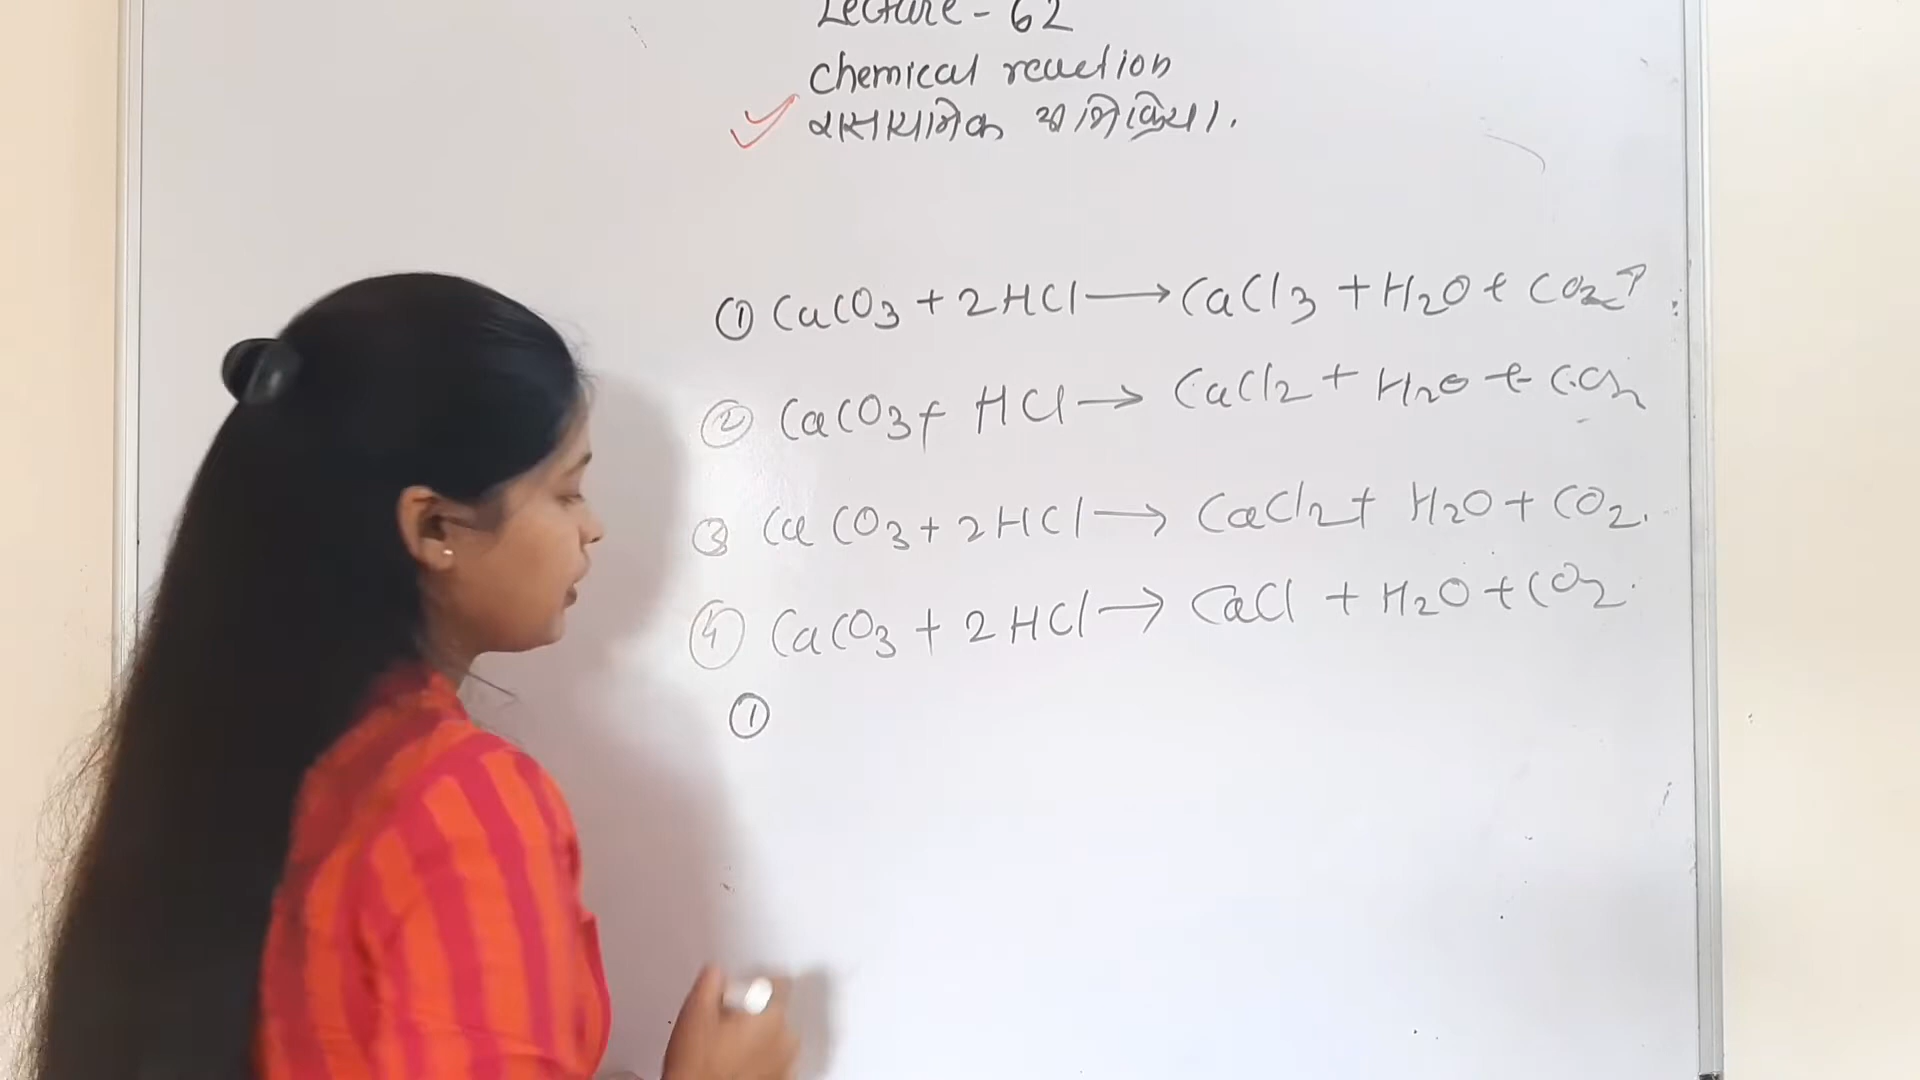 Lecture - 62
Chemical reaction
रासायनिक अभिक्रिया.
① CaCO3 + 2HCl → CaCl3 + H2O + CO2↑
② CaCO3 + HCl → CaCl2 + H2O + CO2
③ CaCO3 + 2HCl → CaCl2 + H2O + CO2.
④ CaCO3 + 2HCl → CaCl + H2O + CO2.
①